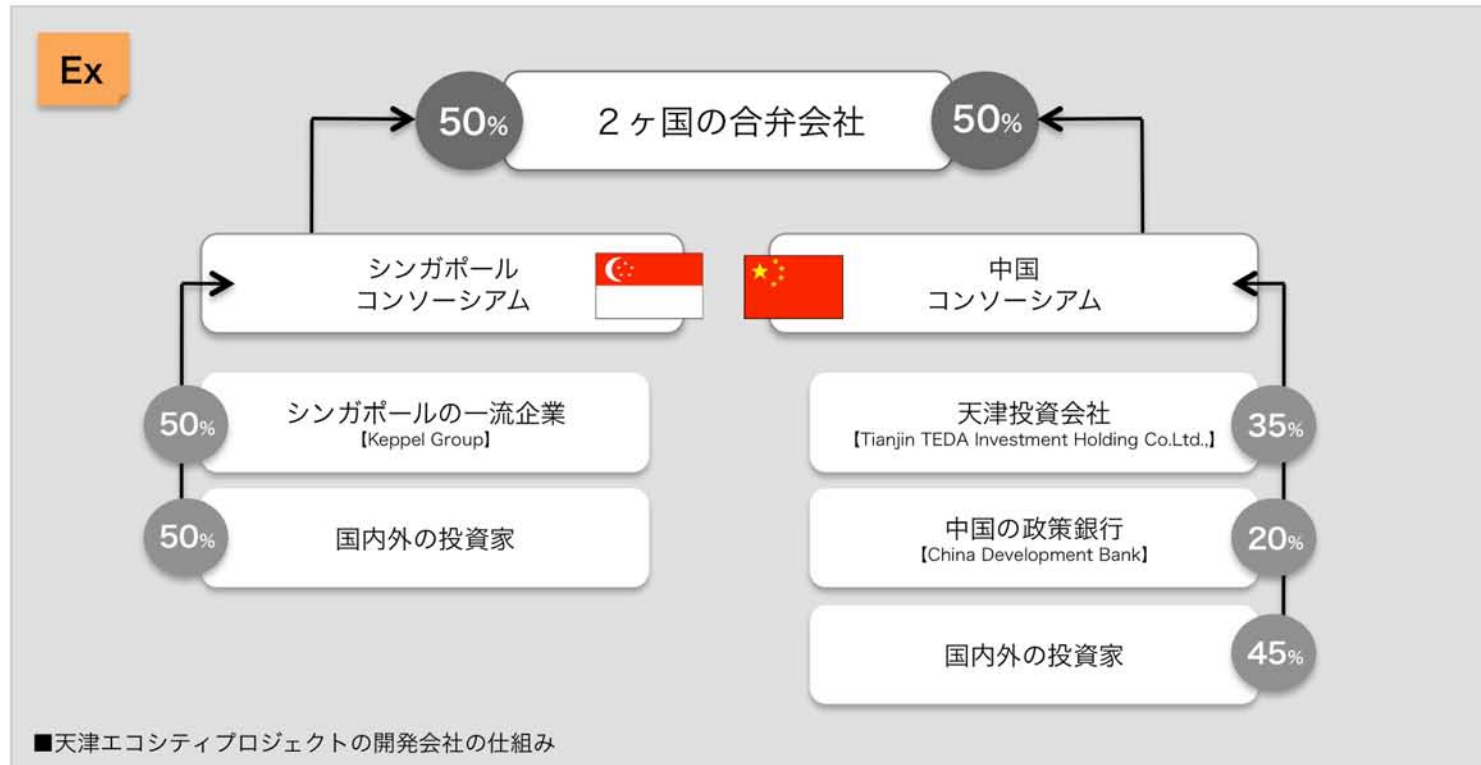 Ex
50%
２ヶ国の合弁会社
50%
シンガポール
コンソーシアム
中国
コンソーシアム
50%
シンガポールの一流企業
【Keppel Group】
天津投資会社
【Tianjin TEDA Investment Holding Co.Ltd.,】
35%
50%
国内外の投資家
中国の政策銀行
【China Development Bank】
20%
国内外の投資家
45%
■天津エコシティプロジェクトの開発会社の仕組み